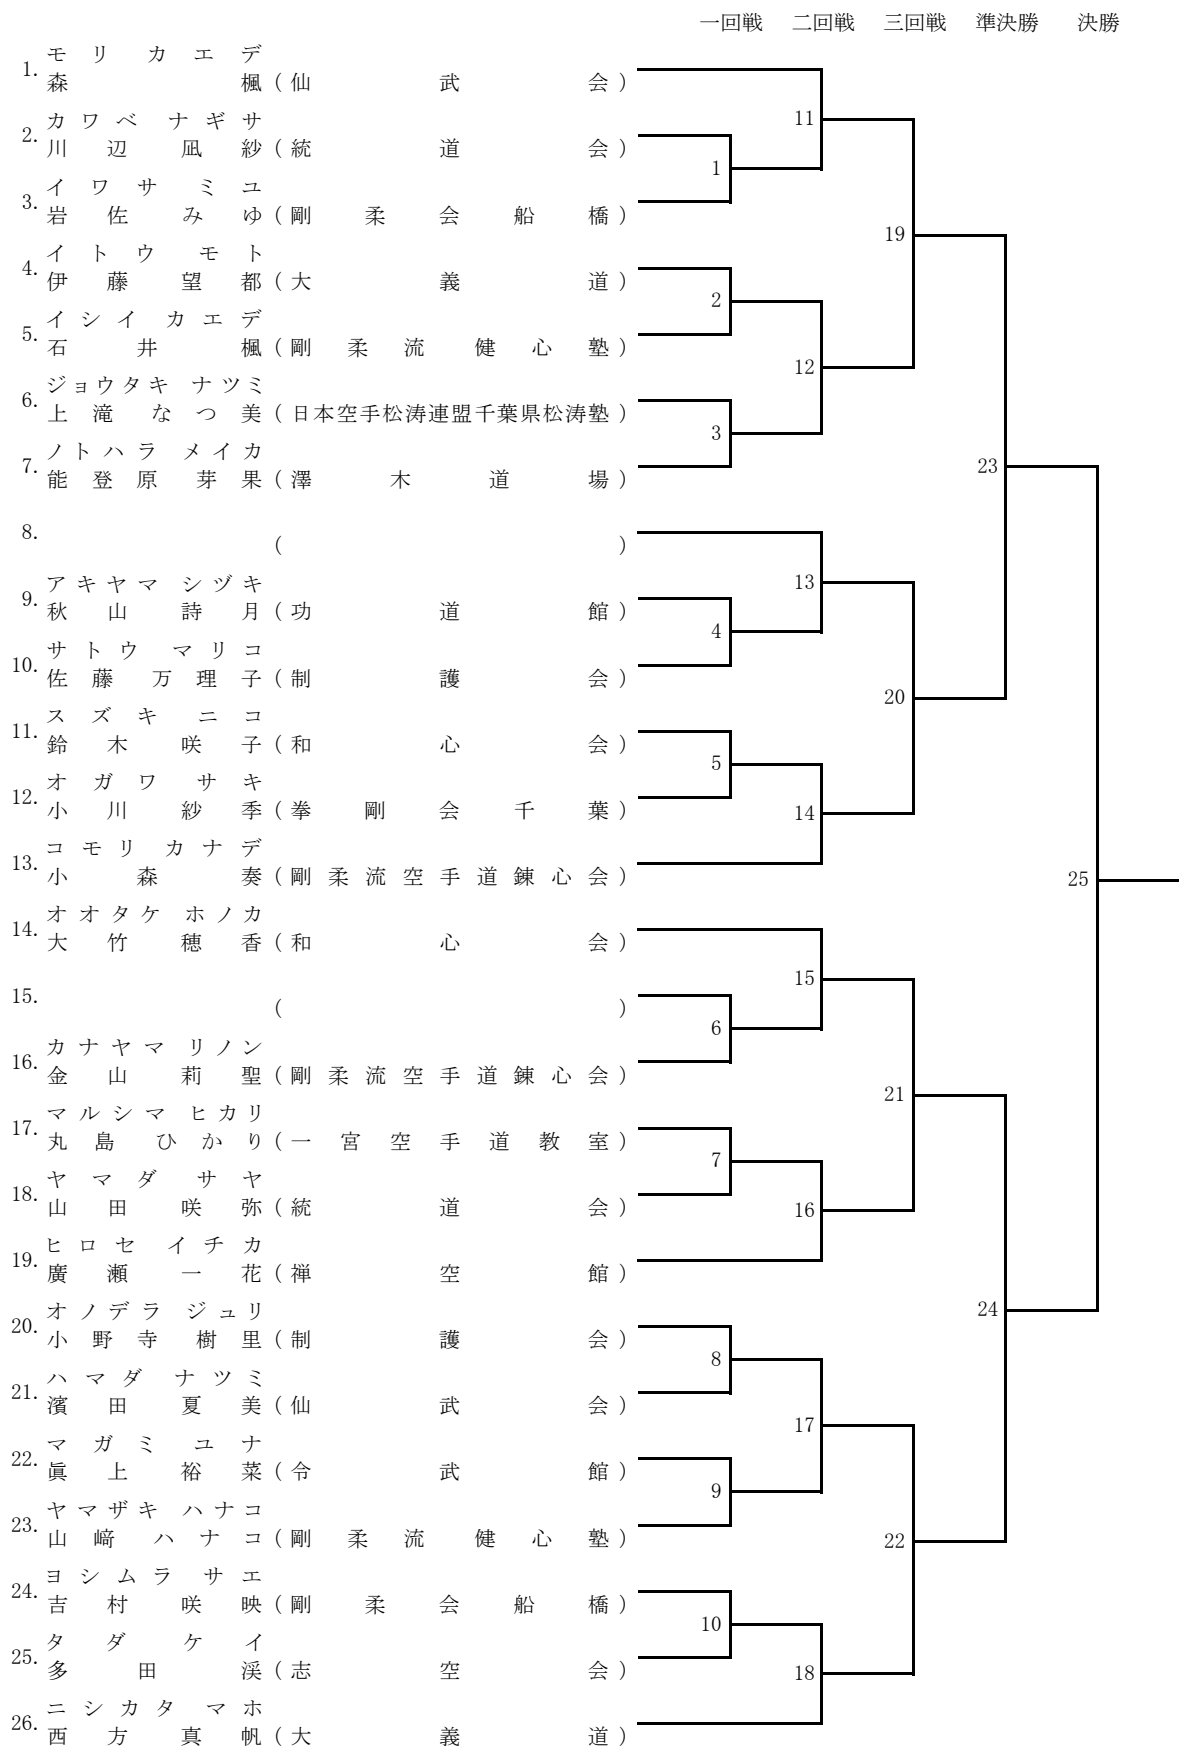 一回戦 二回戦 三回戦 準決勝 決勝
モリ カエデ
1. 森 楓 (仙武会)
11
カワベ ナギサ
2. 川辺 凪紗 (統道会)
1
イワサ ミユ
3. 岩佐 みゆ (剛柔会船橋)
19
イトウ モト
4. 伊藤 望都 (大義道)
2
イシイ カエデ
5. 石井 楓 (剛柔流健心塾)
12
ジョウタキ ナツミ
6. 上滝 なつ美 (日本空手松涛連盟千葉県松涛塾)
3
ノトハラ メイカ
7. 能登原 芽果 (澤木道場)
23
8. ( )
13
アキヤマ シヅキ
9. 秋山 詩月 (功道館)
4
サトウ マリコ
10. 佐藤 万理子 (制護会)
20
スズキ ニコ
11. 鈴木 咲子 (和心会)
5
オガワ サキ
12. 小川 紗季 (拳剛会千葉)
14
コモリ カナデ
13. 小森 奏 (剛柔流空手道錬心会)
25
オオタケ ホノカ
14. 大竹 穂香 (和心会)
15
15. ( )
6
カナヤマ リノン
16. 金山 莉聖 (剛柔流空手道錬心会)
21
マルシマ ヒカリ
17. 丸島 ひかり (一宮空手道教室)
7
ヤマダ サヤ
18. 山田 咲弥 (統道会)
16
ヒロセ イチカ
19. 廣瀬 一花 (禅空館)
24
オノデラ ジュリ
20. 小野寺 樹里 (制護会)
8
ハマダ ナツミ
21. 濱田 夏美 (仙武会)
17
マガミ ユナ
22. 眞上 裕菜 (令武館)
9
ヤマザキ ハナコ
23. 山﨑 ハナコ (剛柔流健心塾)
22
ヨシムラ サエ
24. 吉村 咲映 (剛柔会船橋)
10
タダ ケイ
25. 多田 渓 (志空会)
18
ニシカタ マホ
26. 西方 真帆 (大義道)